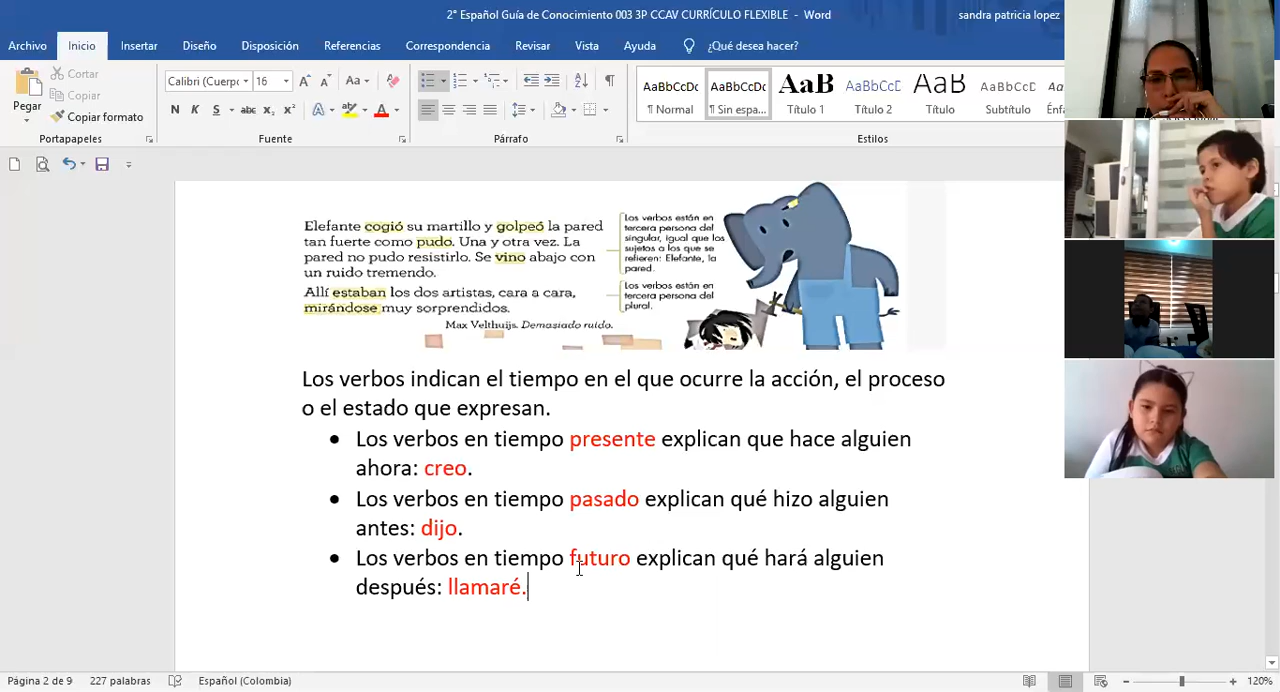 2° Español Guía de Conocimiento 003 3P CCAV CURRÍCULO FLEXIBLE - Word
sandra patricia lopez
Archivo
Inicio
Insertar
Diseño
Disposición
Referencias
Correspondencia
Revisar
Vista
Ayuda
¿Qué desea hacer?
Pegar
Cortar
Copiar
Copiar formato
Portapapeles
Calibri (Cuerpo
16
Aa
N K S abc x₂ x²
Fuente
Párrafo
AaBbCcDc
¶ Normal
AaBbCcDc
¶ Sin espa...
AaB
Título 1
AaBbCcD
Título 2
AaB
Título
AaBbCcD
Subtítulo
AaBbCcD
Énfa
Estilos
Elefante cogió su martillo y golpeó la pared
tan fuerte como pudo. Una y otra vez. La
pared no pudo resistirlo. Se vino abajo con
un ruido tremendo.
Allí estaban los dos artistas, cara a cara,
mirándose muy sorprendidos.
Max Velthuijs. Demasiado ruido.
Los verbos están en
tercera persona del
singular, igual que los
sujetos a los que se
refieren: Elefante, la
pared.
Los verbos están en
tercera persona del
plural.
Los verbos indican el tiempo en el que ocurre la acción, el proceso
o el estado que expresan.
• Los verbos en tiempo presente explican que hace alguien
ahora: creo.
• Los verbos en tiempo pasado explican qué hizo alguien
antes: dijo.
• Los verbos en tiempo futuro explican qué hará alguien
después: llamaré.
Página 2 de 9
227 palabras
Español (Colombia)
120%